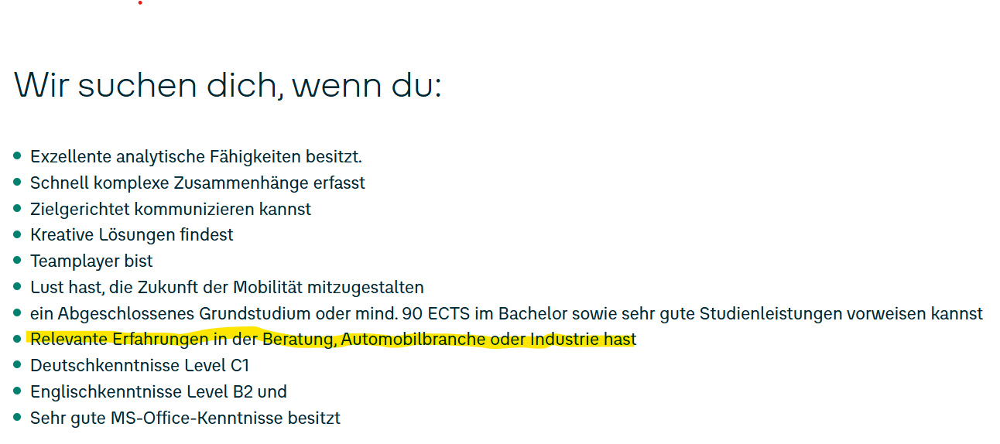 Wir suchen dich, wenn du:
Exzellente analytische Fähigkeiten besitzt.
Schnell komplexe Zusammenhänge erfasst
Zielgerichtet kommunizieren kannst
Kreative Lösungen findest
Teamplayer bist
Lust hast, die Zukunft der Mobilität mitzugestalten
ein Abgeschlossenes Grundstudium oder mind. 90 ECTS im Bachelor sowie sehr gute Studienleistungen vorweisen kannst
Relevante Erfahrungen in der Beratung, Automobilbranche oder Industrie hast
Deutschkenntnisse Level C1
Englischkenntnisse Level B2 und
Sehr gute MS-Office-Kenntnisse besitzt